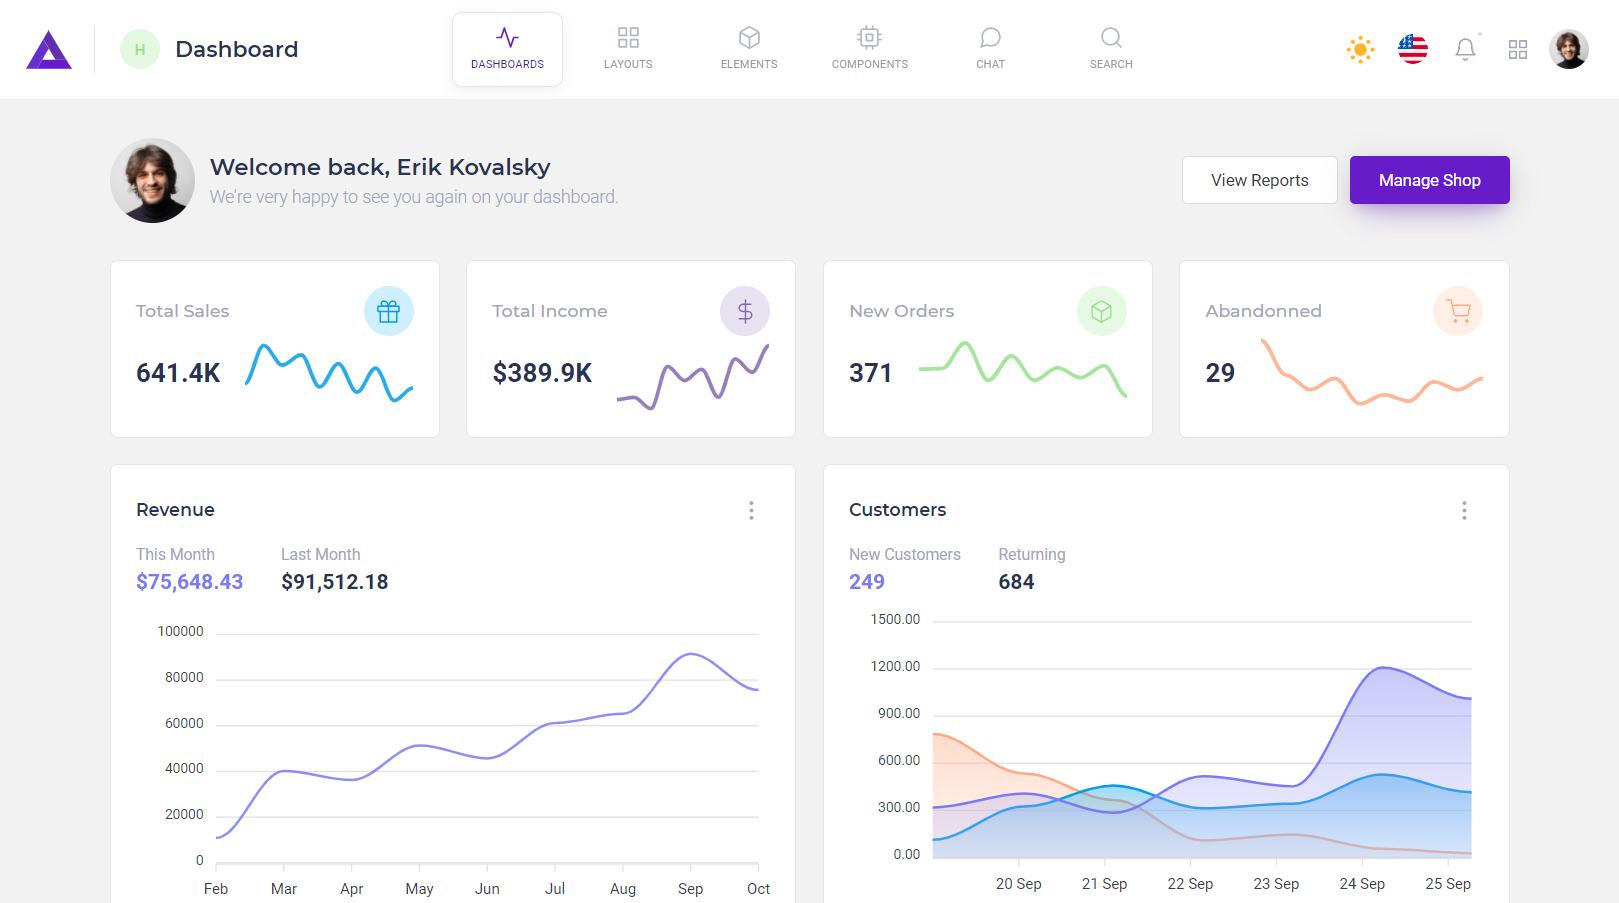 H
Dashboard
DASHBOARDS
LAYOUTS
ELEMENTS
COMPONENTS
CHAT
SEARCH
Welcome back, Erik Kovalsky
We're very happy to see you again on your dashboard.
View Reports
Manage Shop
Total Sales
641.4K
Total Income
$389.9K
New Orders
371
Abandonned
29
Revenue
This Month
Last Month
$75,648.43
$91,512.18
100000
80000
60000
40000
20000
0
Feb Mar Apr May Jun Jul Aug Sep Oct
Customers
New Customers
Returning
249
684
1500.00
1200.00
900.00
600.00
300.00
0.00
20 Sep 21 Sep 22 Sep 23 Sep 24 Sep 25 Sep